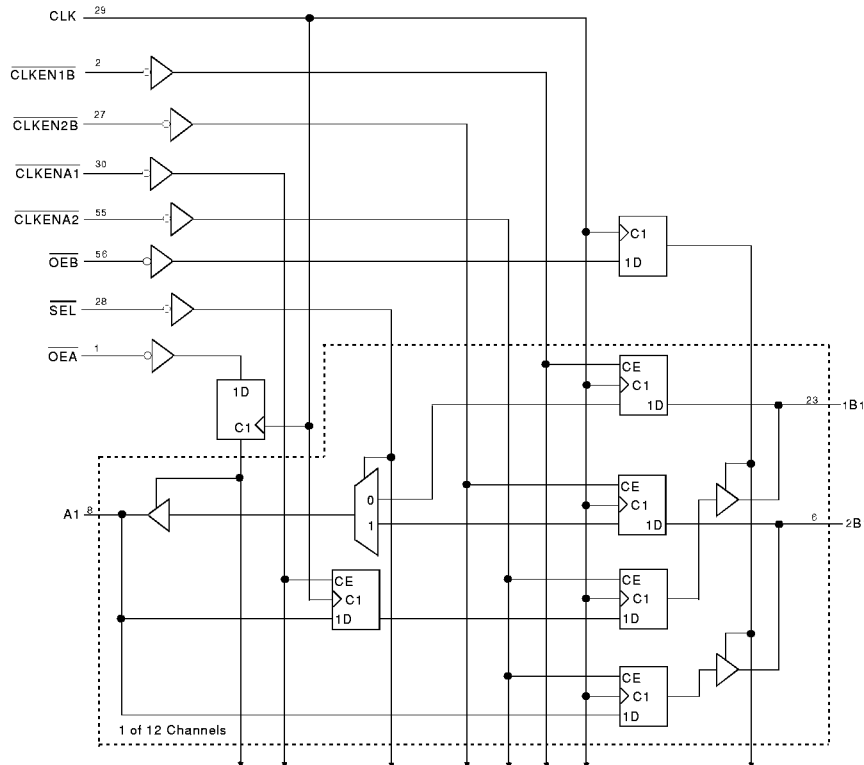 CLK 29
CLKEN1B 2
CLKEN2B 27
CLKENA1 30
CLKENA2 55
OEB 56
SEL 28
OEA 1
C1
1D
1D
C1
CE
C1
1D
23 1B1
A1 8
0
1
CE
C1
1D
6 2B
CE
C1
1D
CE
C1
1D
CE
C1
1D
1 of 12 Channels